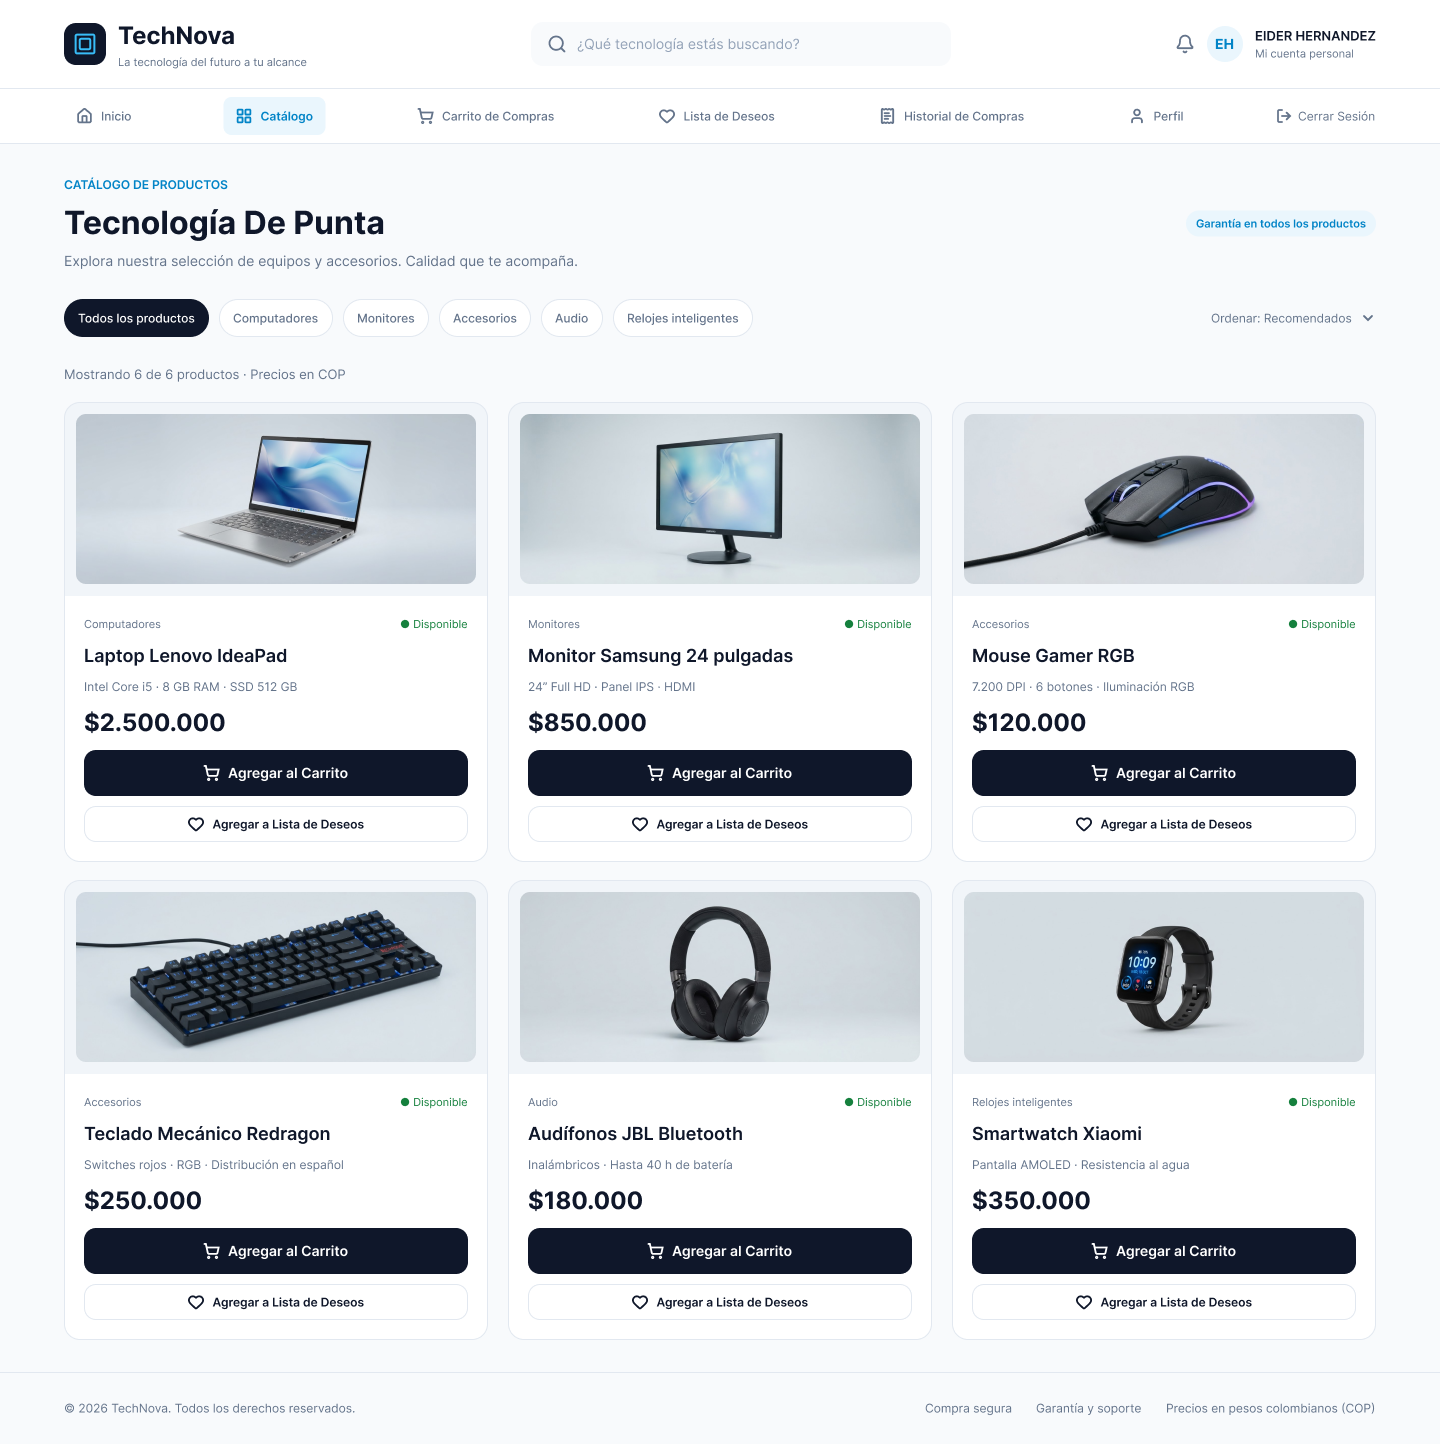 TechNova
La tecnología del futuro a tu alcance
¿Qué tecnología estás buscando?
EH
EIDER HERNANDEZ
Mi cuenta personal
Inicio
Catálogo
Carrito de Compras
Lista de Deseos
Historial de Compras
Perfil
Cerrar Sesión
CATÁLOGO DE PRODUCTOS
Tecnología De Punta
Garantía en todos los productos
Explora nuestra selección de equipos y accesorios. Calidad que te acompaña.
Todos los productos
Computadores
Monitores
Accesorios
Audio
Relojes inteligentes
Ordenar: Recomendados
Mostrando 6 de 6 productos · Precios en COP
Computadores
Disponible
Laptop Lenovo IdeaPad
Intel Core i5 · 8 GB RAM · SSD 512 GB
$2.500.000
Agregar al Carrito
Agregar a Lista de Deseos
Monitores
Disponible
Monitor Samsung 24 pulgadas
24” Full HD · Panel IPS · HDMI
$850.000
Agregar al Carrito
Agregar a Lista de Deseos
Accesorios
Disponible
Mouse Gamer RGB
7.200 DPI · 6 botones · Iluminación RGB
$120.000
Agregar al Carrito
Agregar a Lista de Deseos
Accesorios
Disponible
Teclado Mecánico Redragon
Switches rojos · RGB · Distribución en español
$250.000
Agregar al Carrito
Agregar a Lista de Deseos
Audio
Disponible
Audífonos JBL Bluetooth
Inalámbricos · Hasta 40 h de batería
$180.000
Agregar al Carrito
Agregar a Lista de Deseos
10:09
Relojes inteligentes
Disponible
Smartwatch Xiaomi
Pantalla AMOLED · Resistencia al agua
$350.000
Agregar al Carrito
Agregar a Lista de Deseos
© 2026 TechNova. Todos los derechos reservados.
Compra segura
Garantía y soporte
Precios en pesos colombianos (COP)